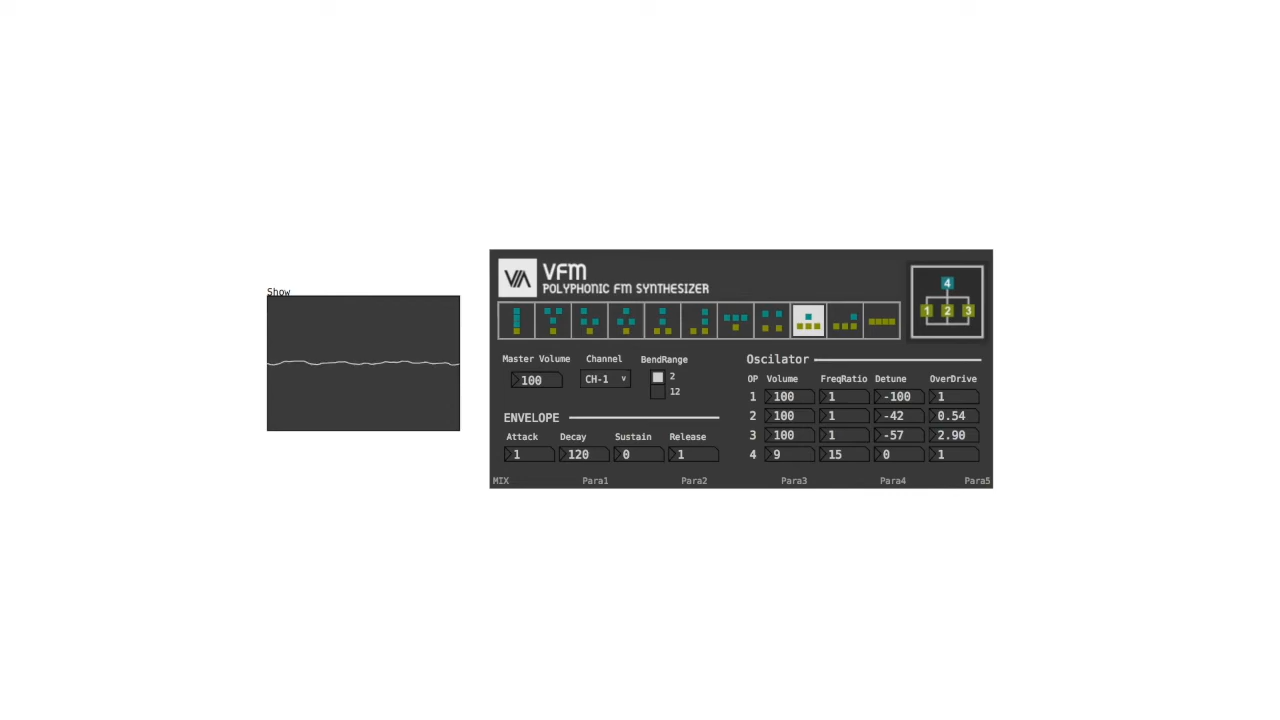 Show
VFM
POLYPHONIC FM SYNTHESIZER
4
1 2 3
Master Volume Channel BendRange
100 CH-1 v 2
12
ENVELOPE
Attack Decay Sustain Release
1 120 0 1
Oscilator
OP Volume FreqRatio Detune OverDrive
1 100 1 -100 1
2 100 1 -42 0.54
3 100 1 -57 2.90
4 9 15 0 1
MIX Para1 Para2 Para3 Para4 Para5